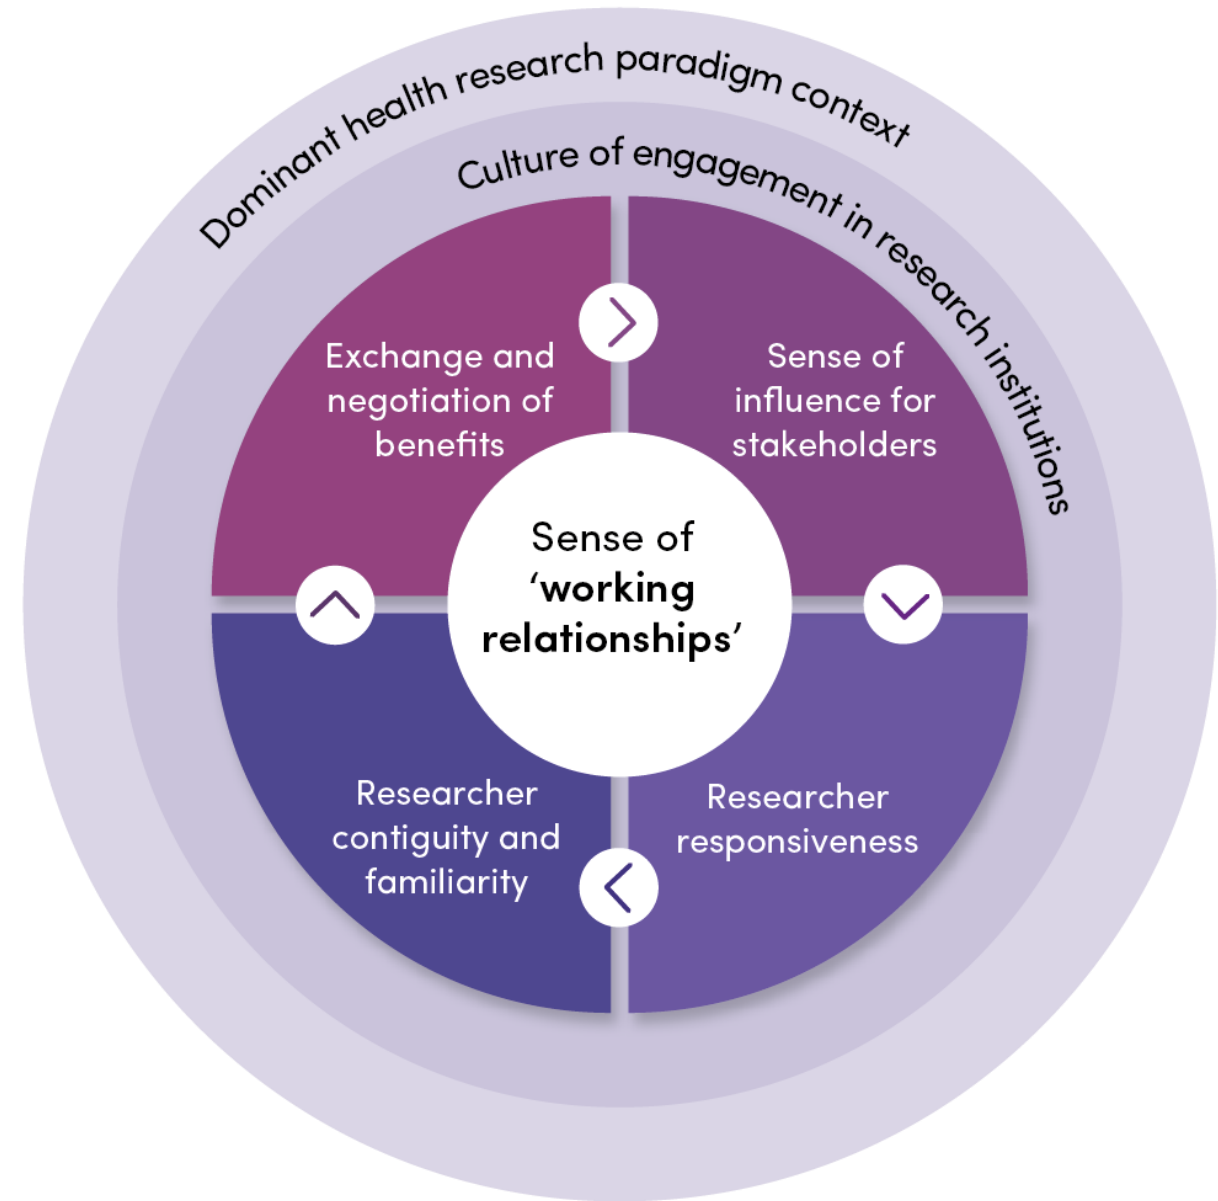 Dominant health research paradigm context
Culture of engagement in research institutions
Exchange and
negotiation of
benefits
Sense of
influence for
stakeholders
Sense of
‘working
relationships’
Researcher
contiguity and
familiarity
Researcher
responsiveness